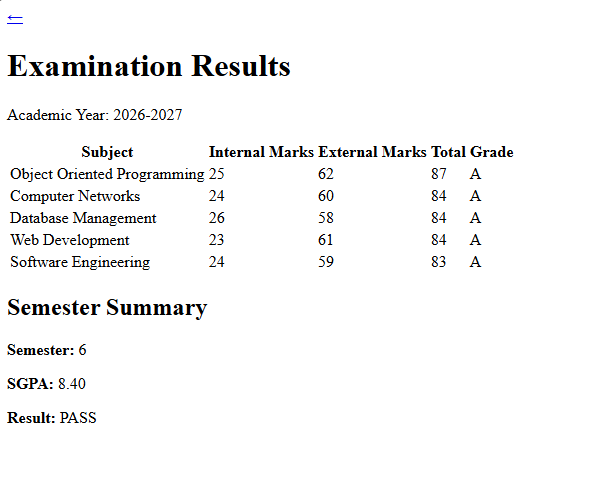 ←
Examination Results
Academic Year: 2026-2027
Subject Internal Marks External Marks Total Grade
Object Oriented Programming 25 62 87 A
Computer Networks 24 60 84 A
Database Management 26 58 84 A
Web Development 23 61 84 A
Software Engineering 24 59 83 A
Semester Summary
Semester: 6
SGPA: 8.40
Result: PASS